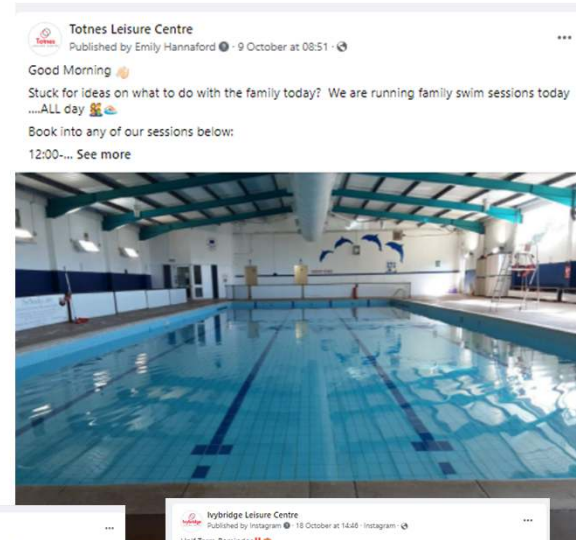 Totnes Leisure Centre
Published by Emily Hannaford · 9 October at 08:51 ·
Good Morning 👋🏻
Stuck for ideas on what to do with the family today? We are running family swim sessions today
....ALL day
Book into any of our sessions below:
12:00-... See more
Totnes
Ivybridge Leisure Centre
Published by Instagram · 18 October at 14:46 · Instagram ·